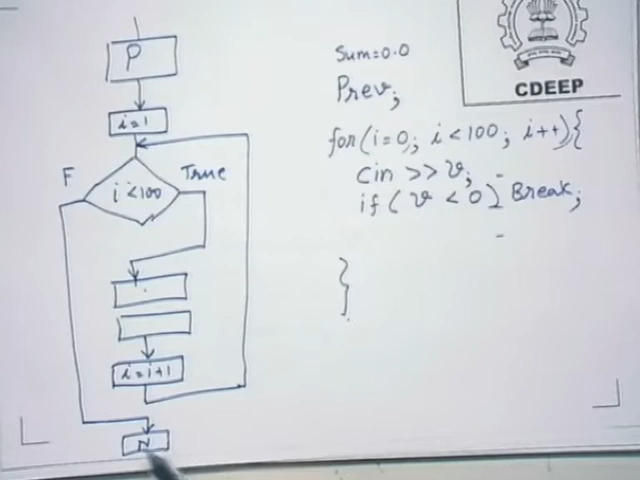 P
i=1
F
True
i<100
i=i+1
N
Sum=0.0
Prev;
for(i=0; i<100; i++){
cin >> v;
if( v < 0 ) Break;
}
CDEEP